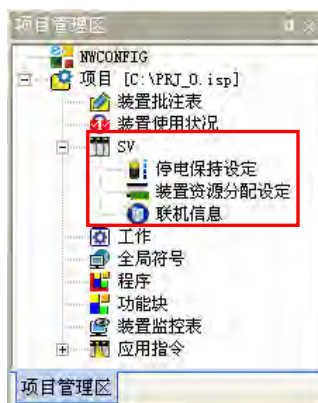 项目管理区
NWCONFIG
项目 [C:\PRJ_0.isp]
装置批注表
装置使用状况
SV
停电保持设定
装置资源分配设定
联机信息
工作
全局符号
程序
功能块
装置监控表
应用指令
项目管理区